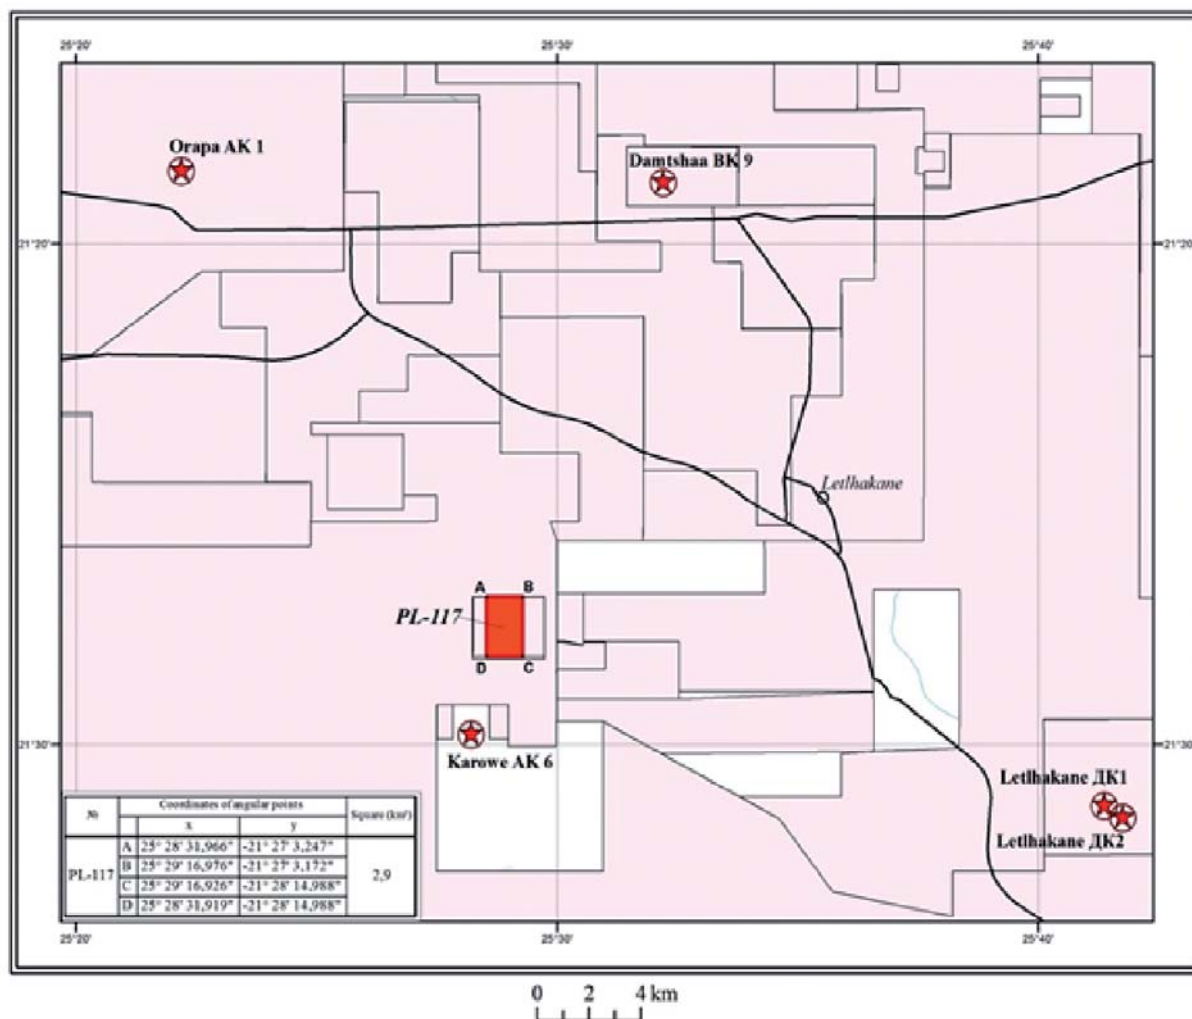 25°20' 25°30' 25°40'
Orapa AK 1
Damtshaa BK 9
21°20' 21°20'
Letlhakane
A B
PL-117
D C
21°30' 21°30'
Karowe AK 6
Letlhakane ДК1
Letlhakane ДК2
№ Coordinates of angular points Square (km²)
x y
PL-117 2,9
A 25° 28' 31,966" -21° 27' 3,247"
B 25° 29' 16,976" -21° 27' 3,172"
C 25° 29' 16,926" -21° 28' 14,988"
D 25° 28' 31,919" -21° 28' 14,988"
25°20' 25°30' 25°40'
0 2 4 km